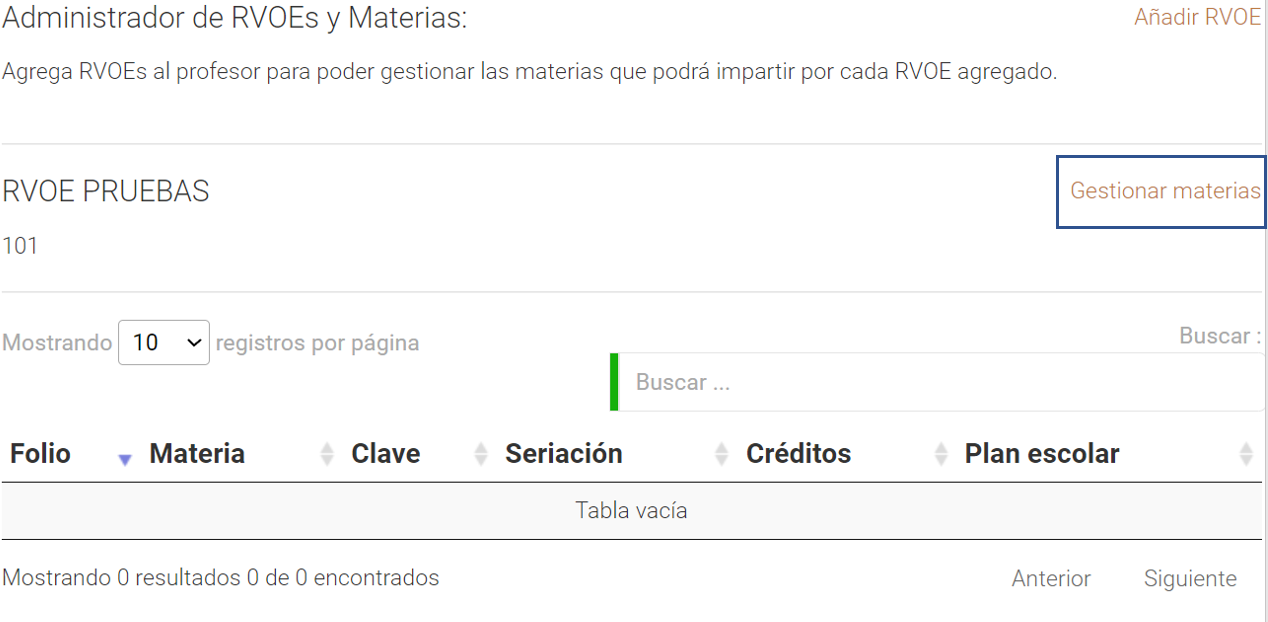 Administrador de RVOEs y Materias: Añadir RVOE
Agrega RVOEs al profesor para poder gestionar las materias que podrá impartir por cada RVOE agregado.
RVOE PRUEBAS Gestionar materias
101
Mostrando 10 registros por página Buscar :
Buscar ...
Folio Materia Clave Seriación Créditos Plan escolar
Tabla vacía
Mostrando 0 resultados 0 de 0 encontrados Anterior Siguiente